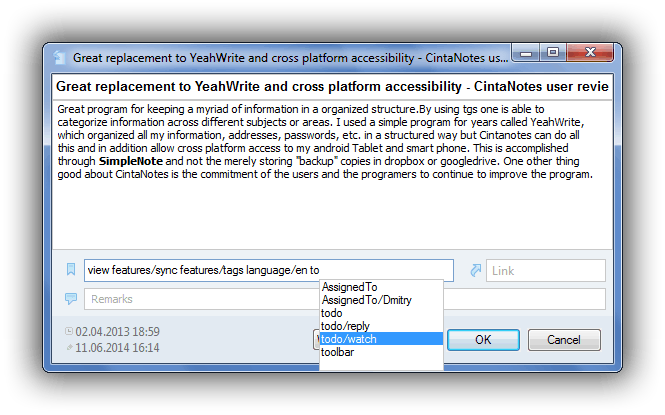 Great replacement to YeahWrite and cross platform accessibility - CintaNotes us...
Great replacement to YeahWrite and cross platform accessibility - CintaNotes user revie
Great program for keeping a myriad of information in a organized structure.By using tgs one is able to
categorize information across different subjects or areas. I used a simple program for years called YeahWrite,
which organized all my information, addresses, passwords, etc. in a structured way but Cintanotes can do all
this and in addition allow cross platform access to my android Tablet and smart phone. This is accomplished
through SimpleNote and not the merely storing "backup" copies in dropbox or googledrive. One other thing
good about CintaNotes is the commitment of the users and the programers to continue to improve the program.
view features/sync features/tags language/en to
Link
Remarks
AssignedTo
AssignedTo/Dmitry
todo
todo/reply
todo/watch
toolbar
02.04.2013 18:59
11.06.2014 16:14
OK
Cancel